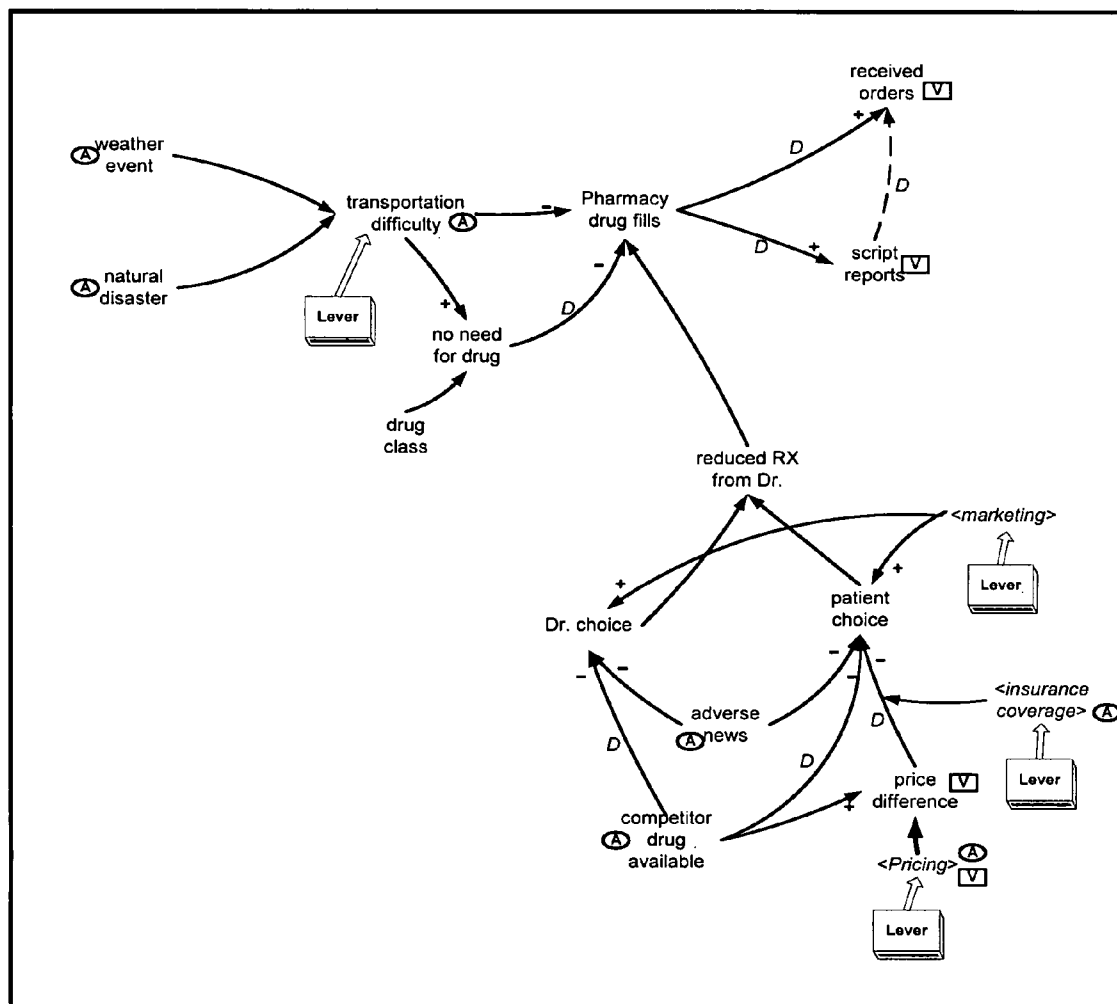 received
orders V
+
D
A weather
event
D
transportation
difficulty A
-
Pharmacy
drug fills
D
+
script
reports V
A natural
disaster
-
Lever
+
D
no need
for drug
drug
class
reduced RX
from Dr.
<marketing>
+
+
Lever
patient
choice
Dr. choice
-
-
-
-
-
<insurance
coverage> A
adverse
A news
D
D
D
Lever
price V
difference
+
A competitor
drug
available
<Pricing> A
V
Lever